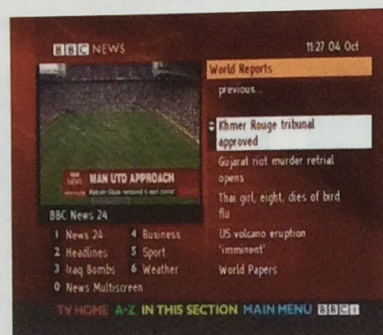 BBC NEWS
11:27 04 Oct
World Reports
previous...
Khmer Rouge tribunal
approved
Gujarat riot murder retrial
opens
Thai girl, eight, dies of bird
flu
US volcano eruption
'imminent'
World Papers
BBC NEWS
MAN UTD APPROACH
BBC News 24
1 News 24
2 Headlines
3 Iraq Bombs
4 Business
5 Sport
6 Weather
0 News Multiscreen
TV HOME A-Z IN THIS SECTION MAIN MENU BBCi